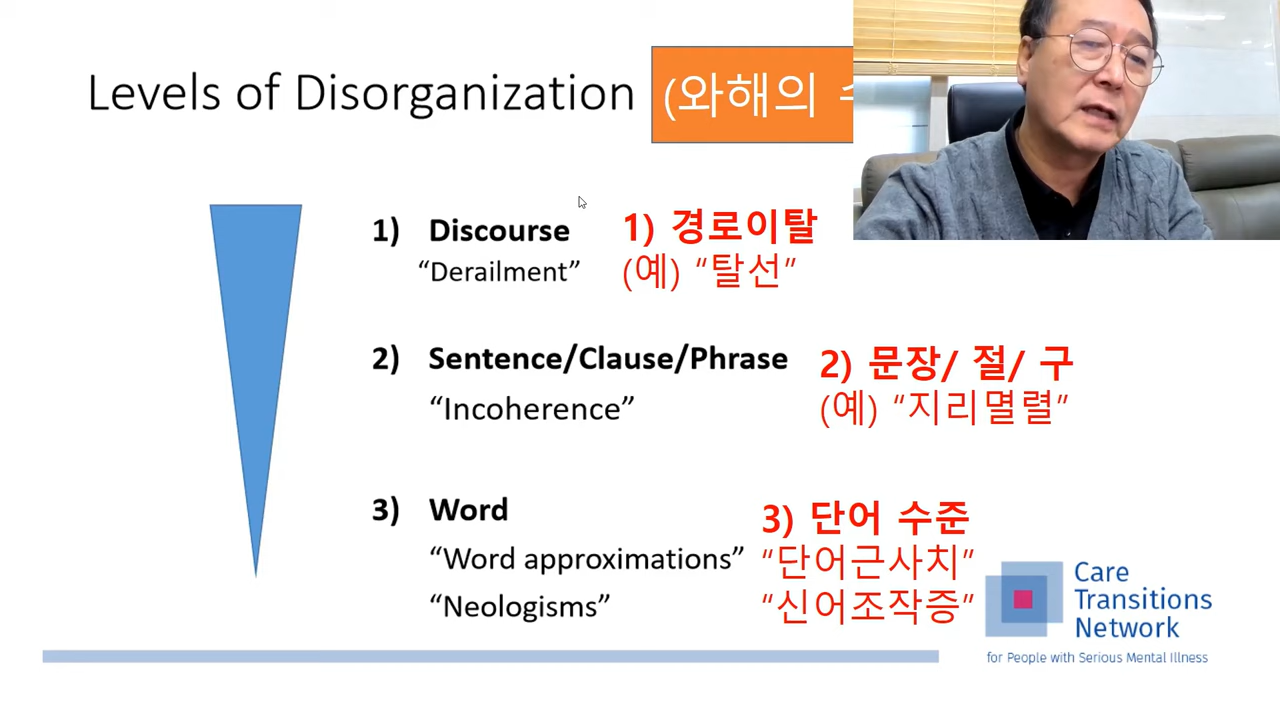 Levels of Disorganization (와해의
1) Discourse 1) 경로이탈
“Derailment” (예) “탈선”
2) Sentence/Clause/Phrase 2) 문장/ 절/ 구
“Incoherence” (예) “지리멸렬”
3) Word 3) 단어 수준
“Word approximations” “단어근사치”
“Neologisms” “신어조작증”
Care
Transitions
Network
for People with Serious Mental Illness